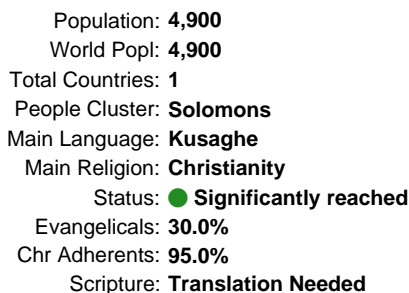 Population: 4,900
World Popl: 4,900
Total Countries: 1
People Cluster: Solomons
Main Language: Kusaghe
Main Religion: Christianity
Status: Significantly reached
Evangelicals: 30.0%
Chr Adherents: 95.0%
Scripture: Translation Needed